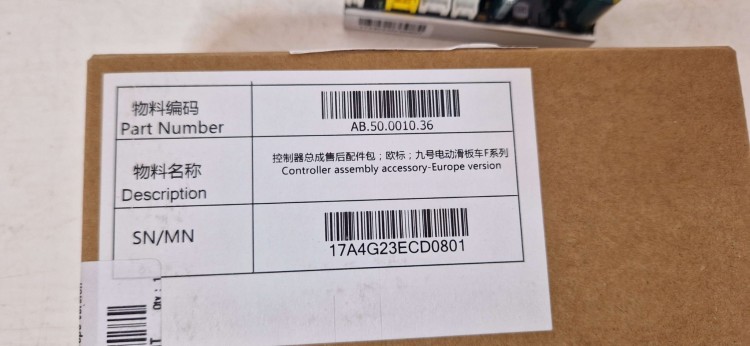 物料编码
Part Number
AB.50.0010.36
物料名称
Description
控制器总成售后配件包；欧标；九号电动滑板车F系列
Controller assembly accessory-Europe version
SN/MN
17A4G23ECD0801